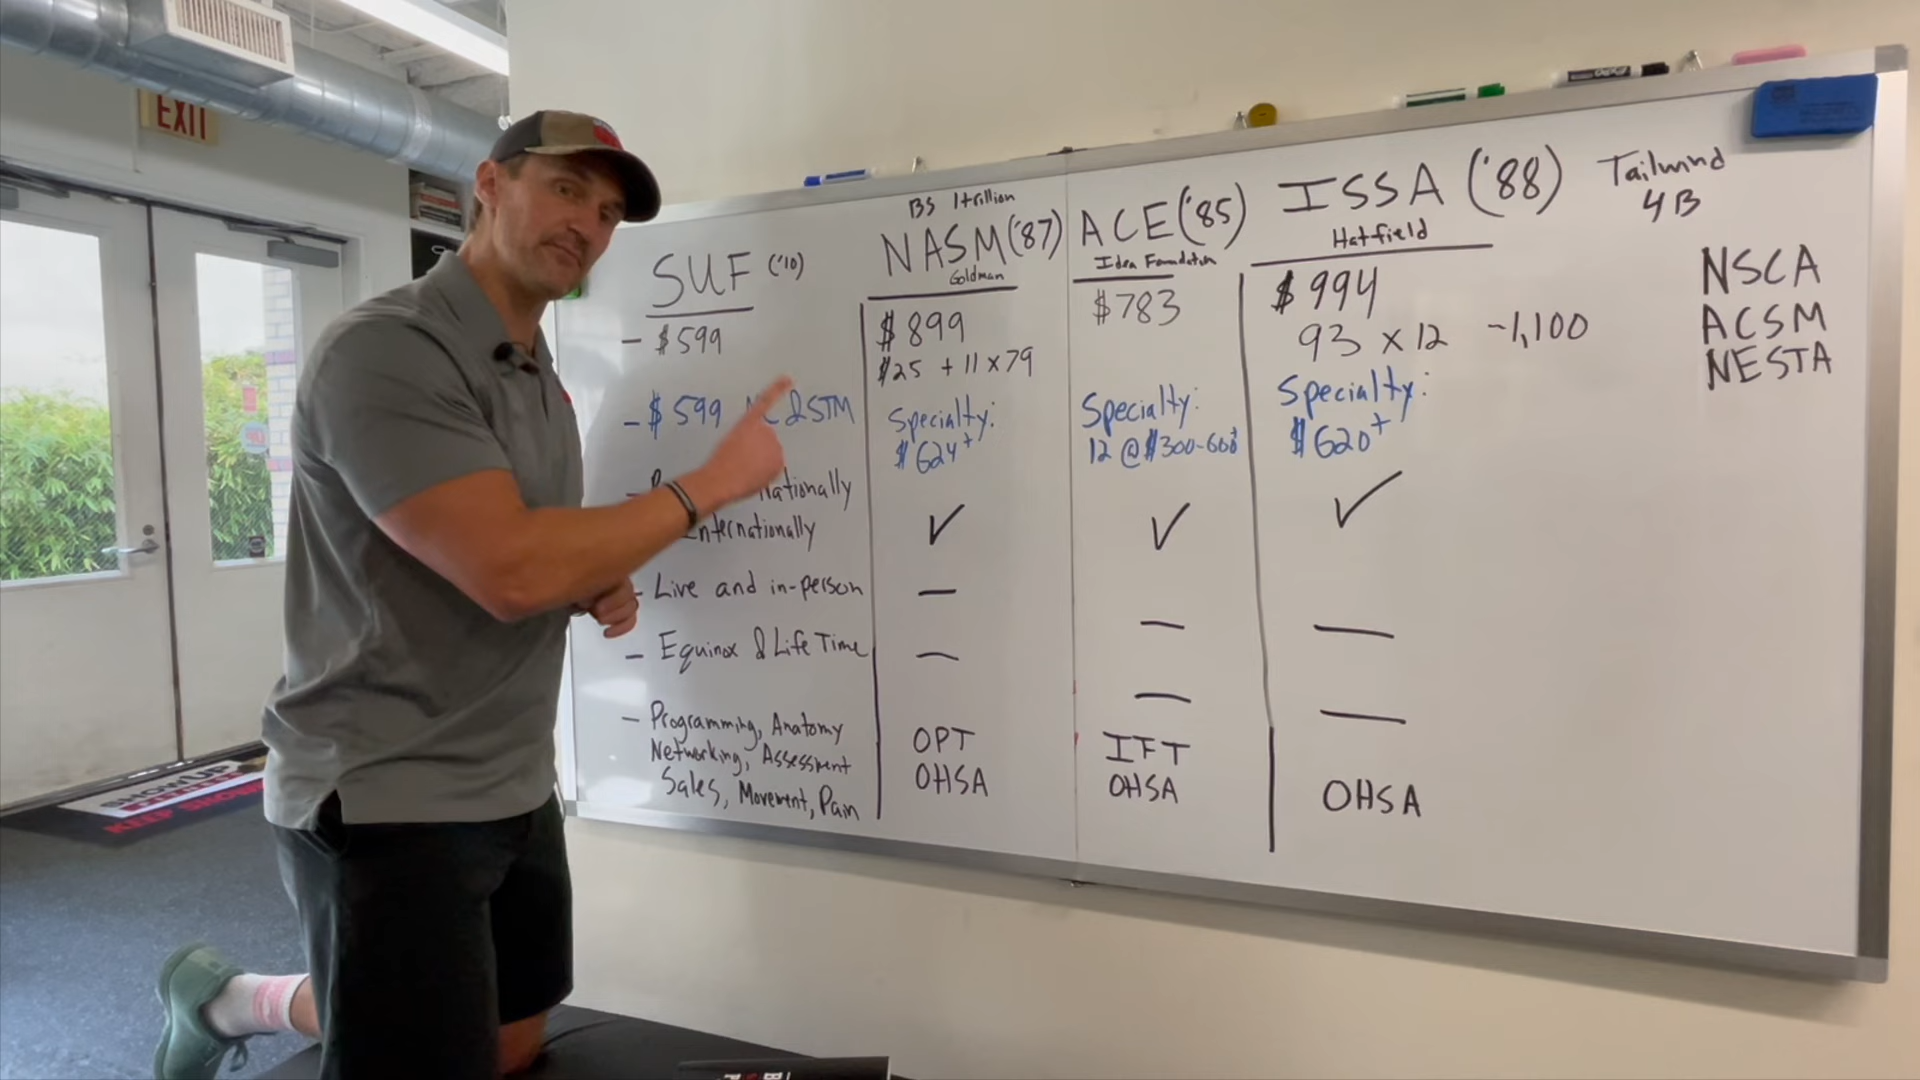 EXIT
SUF ('10)
- $599
- $599 & STM
Nationally
Internationally
- Live and in-person
- Equinox & Life Time
- Programming, Anatomy
Networking, Assessment
Sales, Movement, Pain
BS 1trillion
NASM ('87)
Goldman
$899
$25 + 11 x 79
Specialty:
$624+
✓
—
—
OPT
OHSA
ACE ('85)
Idea Foundation
$783
Specialty:
12 @ $300-600+
✓
—
—
IFT
OHSA
ISSA ('88)
Hatfield
$994
93 x 12 -1,100
Specialty:
$620+
✓
—
—
OHSA
Tailwind
4B
NSCA
ACSM
NESTA
SHOWUP